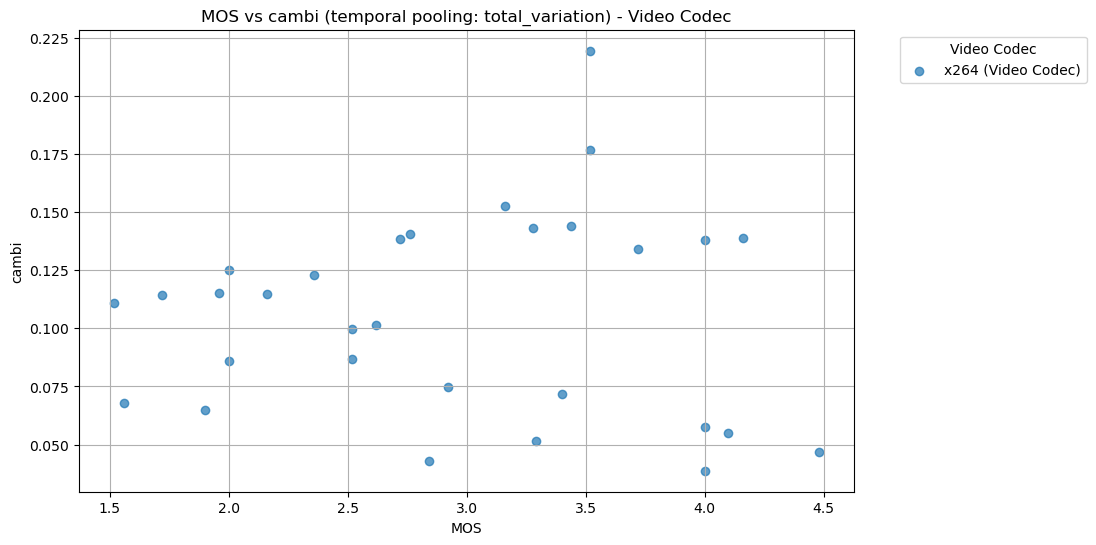 MOS vs cambi (temporal pooling: total_variation) - Video Codec
Video Codec
x264 (Video Codec)
cambi
0.225
0.200
0.175
0.150
0.125
0.100
0.075
0.050
1.5 2.0 2.5 3.0 3.5 4.0 4.5
MOS